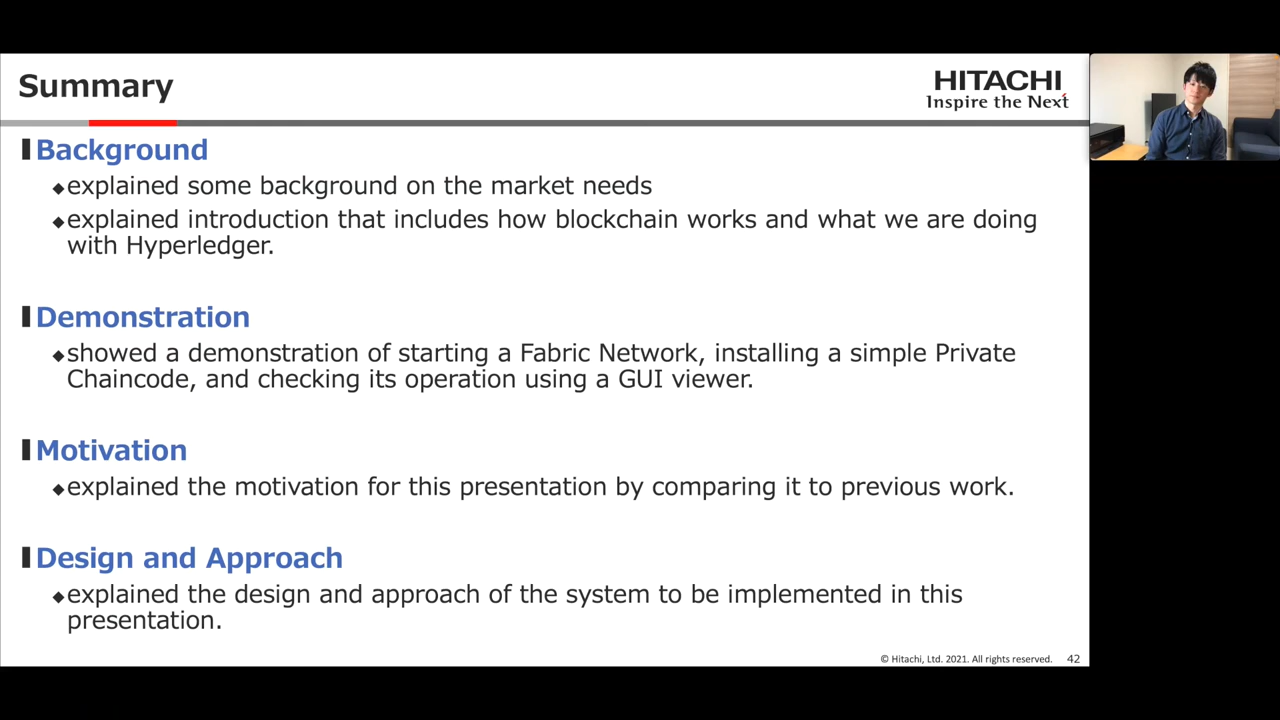 Summary
HITACHI
Inspire the Next
Background
◆explained some background on the market needs
◆explained introduction that includes how blockchain works and what we are doing
with Hyperledger.
Demonstration
◆showed a demonstration of starting a Fabric Network, installing a simple Private
Chaincode, and checking its operation using a GUI viewer.
Motivation
◆explained the motivation for this presentation by comparing it to previous work.
Design and Approach
◆explained the design and approach of the system to be implemented in this
presentation.
© Hitachi, Ltd. 2021. All rights reserved. 42